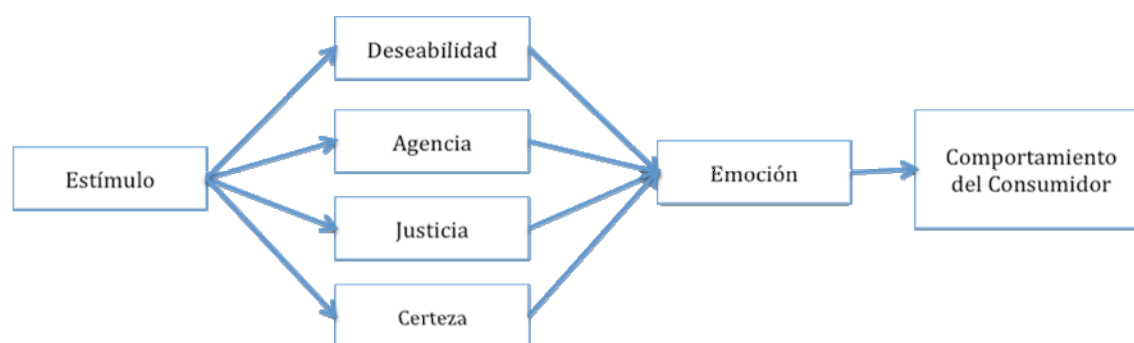 Deseabilidad
Agencia
Estímulo
Emoción
Comportamiento
del Consumidor
Justicia
Certeza